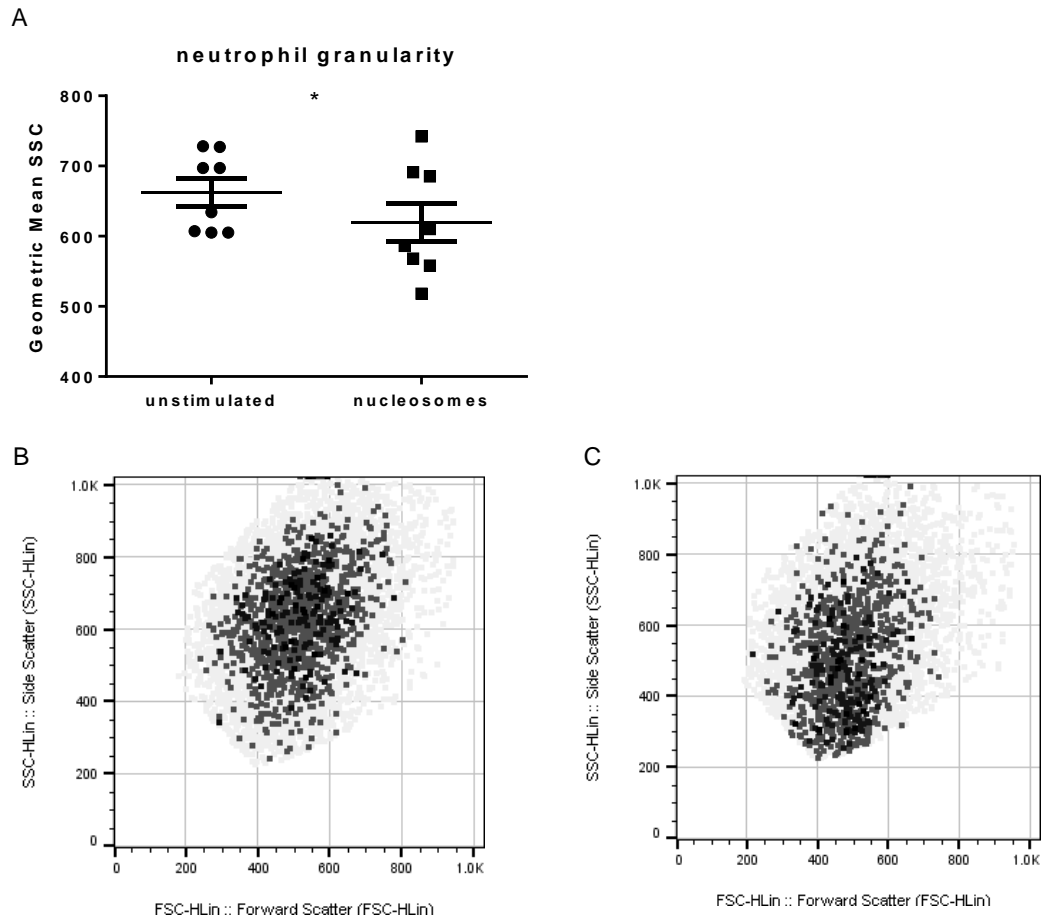 A
neutrophil granularity
*
Geometric Mean SSC
800
700
600
500
400
unstimulated nucleosomes
B
SSC-HLin :: Side Scatter (SSC-HLin)
1.0K
800
600
400
200
0
0 200 400 600 800 1.0K
FSC-HLin :: Forward Scatter (FSC-HLin)
C
SSC-HLin :: Side Scatter (SSC-HLin)
1.0K
800
600
400
200
0
0 200 400 600 800 1.0K
FSC-HLin :: Forward Scatter (FSC-HLin)